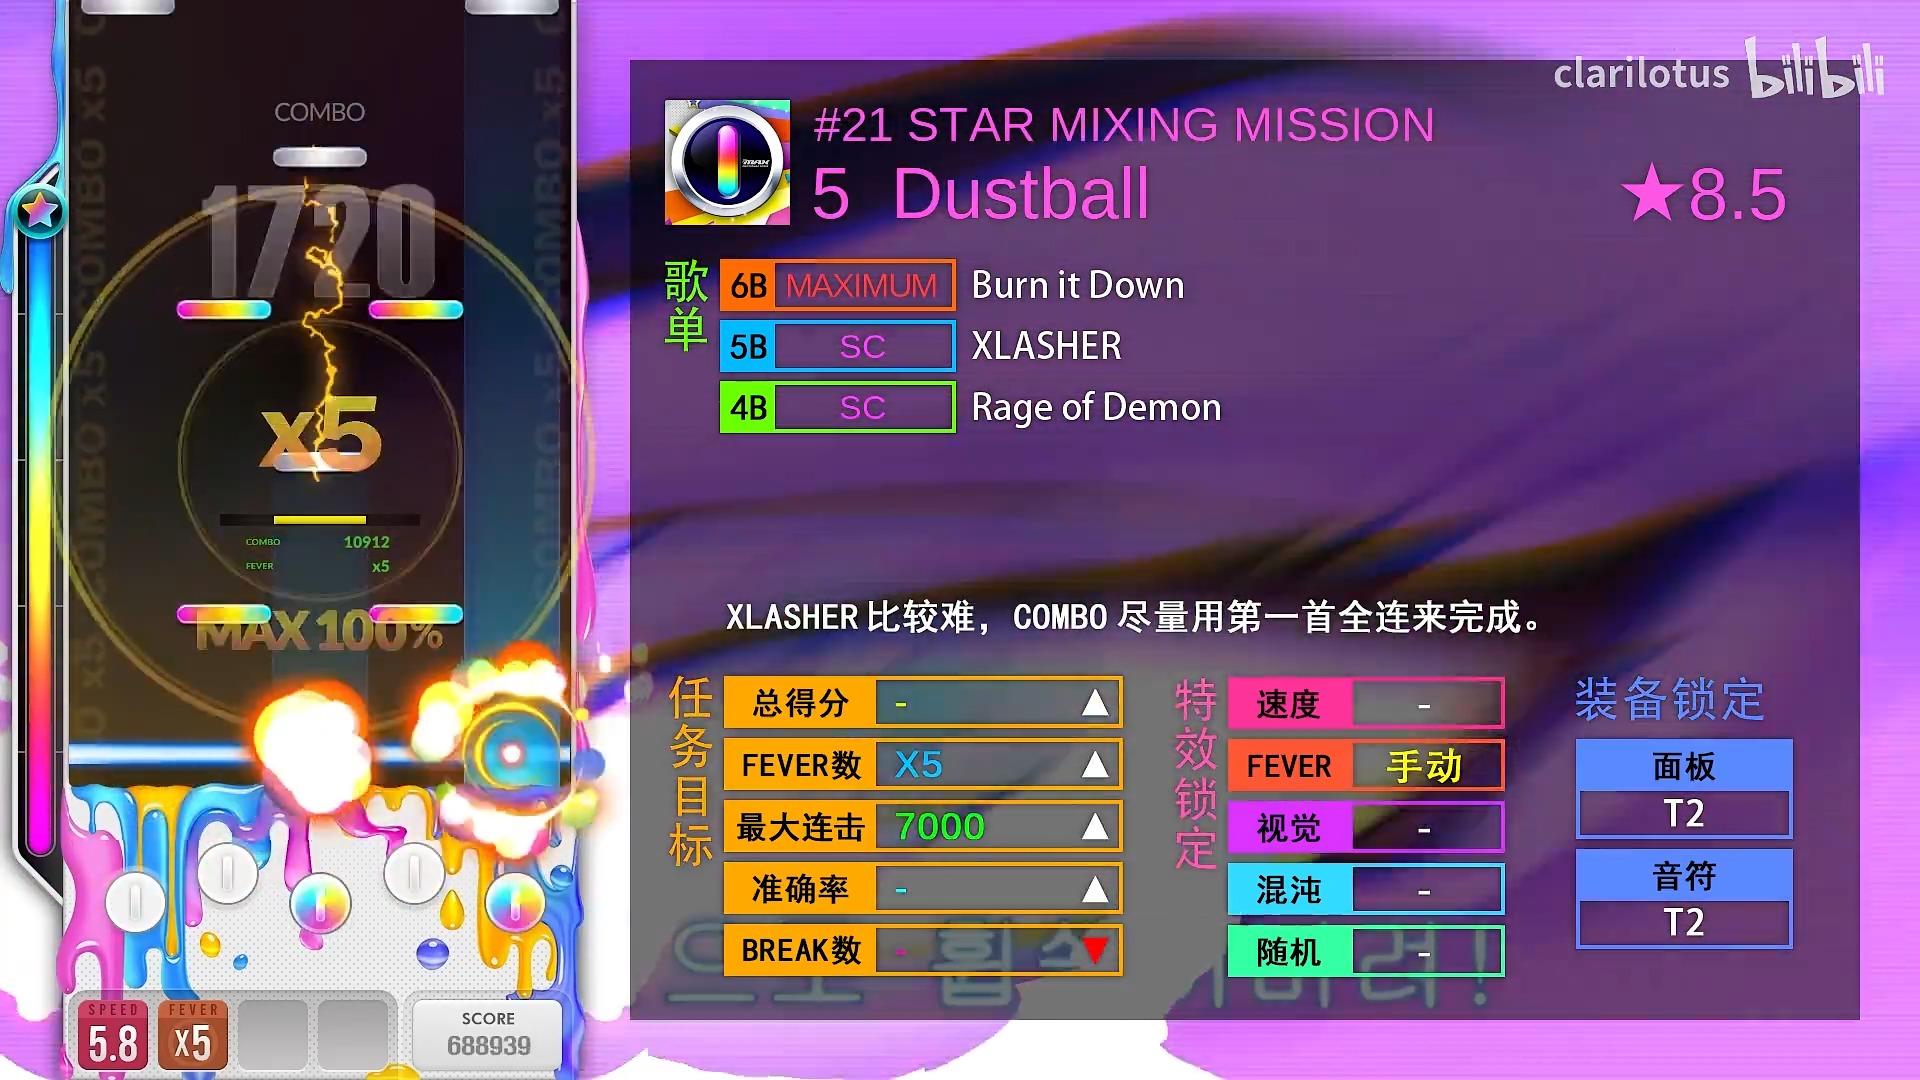 clarilotus bilibili
COMBO
1720
x5
COMBO 10912
FEVER x5
MAX 100%
COMBO x5
COMBO x5
SPEED
5.8
FEVER
x5
SCORE
688939
#21 STAR MIXING MISSION
5 Dustball
★8.5
歌单
6B MAXIMUM Burn it Down
5B SC XLASHER
4B SC Rage of Demon
XLASHER 比较难，COMBO 尽量用第一首全连来完成。
任务目标
总得分 - ▲
FEVER数 X5 ▲
最大连击 7000 ▲
准确率 - ▲
BREAK数 - ▼
特效锁定
速度 -
FEVER 手动
视觉 -
混沌 -
随机 -
装备锁定
面板
T2
音符
T2